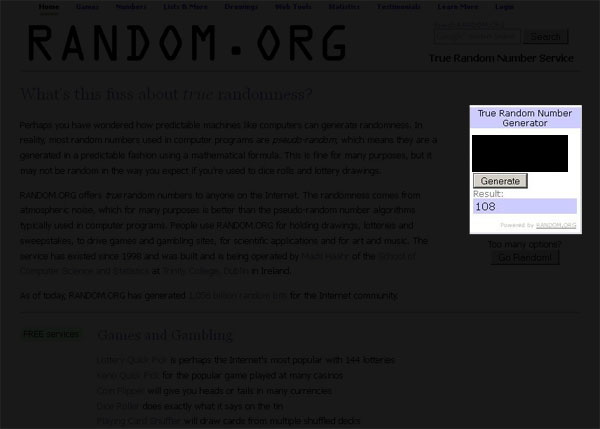 Home Games Numbers Lists & More Drawings Web Tools Statistics Testimonials Learn More Login
RANDOM.ORG
Search RANDOM.ORG
Search
True Random Number Service
What's this fuss about true randomness?
Perhaps you have wondered how predictable machines like computers can generate randomness. In
reality, most random numbers used in computer programs are pseudo-random, which means they are
generated in a predictable fashion using a mathematical formula. This is fine for many purposes, but it
may not be random in the way you expect if you're used to dice rolls and lottery drawings.
RANDOM.ORG offers true random numbers to anyone on the Internet. The randomness comes from
atmospheric noise, which for many purposes is better than the pseudo-random number algorithms
typically used in computer programs. People use RANDOM.ORG for holding drawings, lotteries and
sweepstakes, to drive games and gambling sites, for scientific applications and for art and music. The
service has existed since 1998 and was built and is being operated by Mads Haahr of the School of
Computer Science and Statistics at Trinity College, Dublin in Ireland.
As of today, RANDOM.ORG has generated 1,056 billion random bits for the Internet community.
True Random Number
Generator
Generate
Result:
108
Powered by RANDOM.ORG
Too many options?
Go Random!
FREE services
Games and Gambling
Lottery Quick Pick is perhaps the Internet's most popular with 144 lotteries
Keno Quick Pick for the popular game played at many casinos
Coin Flipper will give you heads or tails in many currencies
Dice Roller does exactly what it says on the tin
Playing Card Shuffler will draw cards from multiple shuffled decks